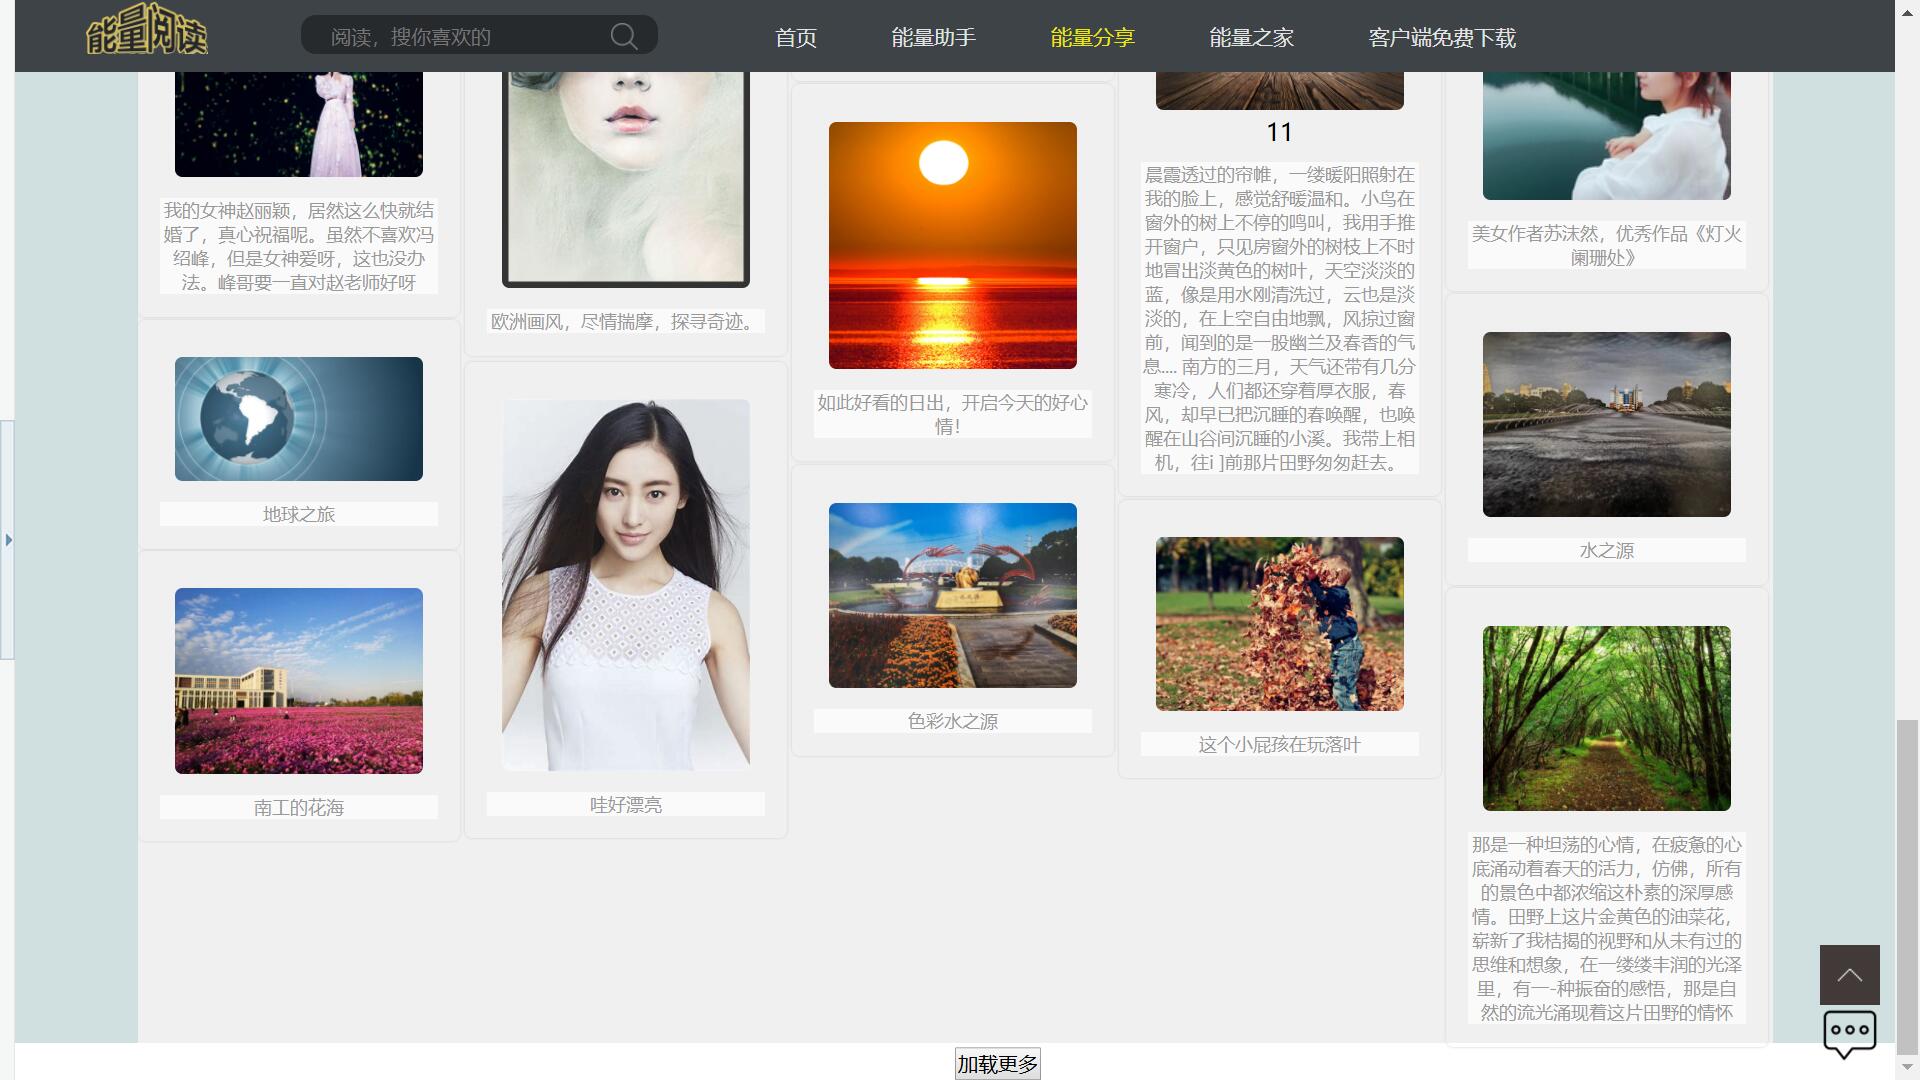 能量阅读
阅读，搜你喜欢的
首页
能量助手
能量分享
能量之家
客户端免费下载
我的女神赵丽颖，居然这么快就结
婚了，真心祝福呢。虽然不喜欢冯
绍峰，但是女神爱呀，这也没办
法。峰哥要一直对赵老师好呀
地球之旅
南工的花海
欧洲画风，尽情揣摩，探寻奇迹。
哇好漂亮
如此好看的日出，开启今天的好心
情！
色彩水之源
11
晨霞透过的帘帷，一缕暖阳照射在
我的脸上，感觉舒暖温和。小鸟在
窗外的树上不停的鸣叫，我用手推
开窗户，只见房窗外的树枝上不时
地冒出淡黄色的树叶，天空淡淡的
蓝，像是用水刚清洗过，云也是淡
淡的，在上空自由地飘，风掠过窗
前，闻到的是一股幽兰及春香的气
息..... 南方的三月，天气还带有几分
寒冷，人们都还穿着厚衣服，春
风，却早已把沉睡的春唤醒，也唤
醒在山谷间沉睡的小溪。我带上相
机，往i ]前那片田野匆匆赶去。
这个小屁孩在玩落叶
美女作者苏沫然，优秀作品《灯火
阑珊处》
水之源
那是一种坦荡的心情，在疲惫的心
底涌动着春天的活力，仿佛，所有
的景色中都浓缩这朴素的深厚感
情。田野上这片金黄色的油菜花，
崭新了我枯揭的视野和从未有过的
思维和想象，在一缕缕丰润的光泽
里，有一-种振奋的感悟，那是自
然的流光涌现着这片田野的情怀
加载更多